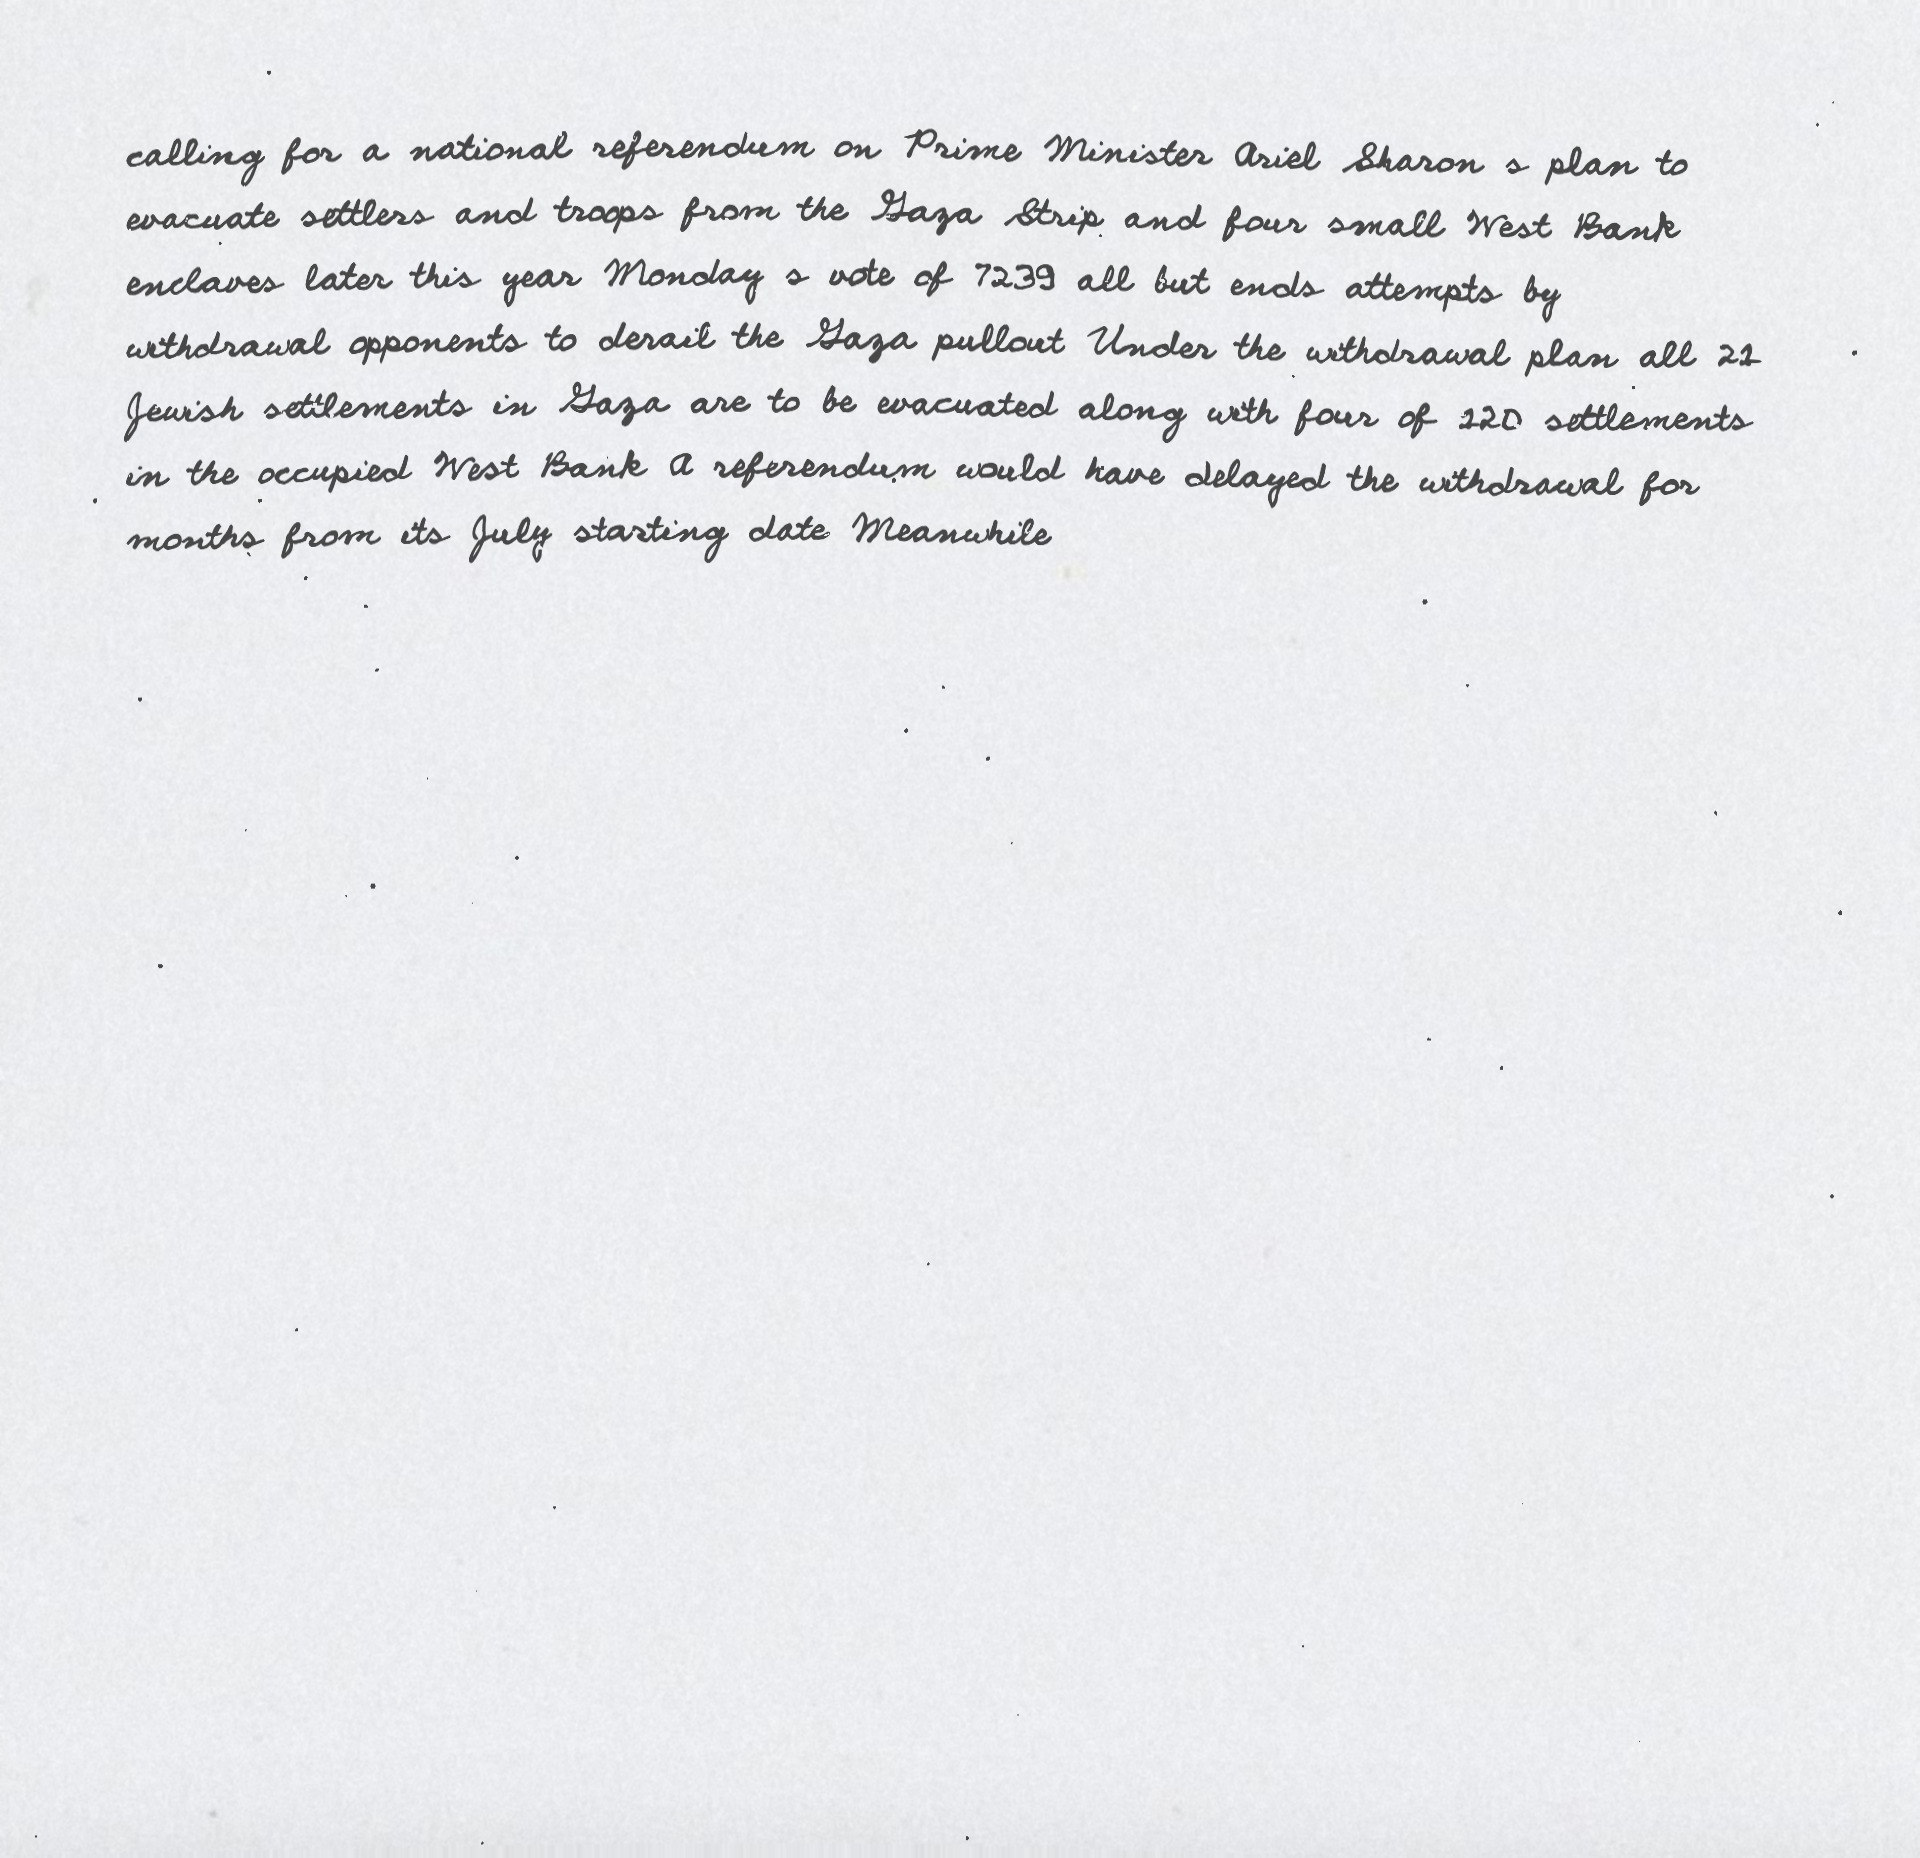 calling for a national referendum on Prime Minister Ariel Sharon s plan to
evacuate settlers and troops from the Gaza Strip and four small West Bank
enclaves later this year Monday s vote of 7239 all but ends attempts by
withdrawal opponents to derail the Gaza pullout Under the withdrawal plan all 21
Jewish settlements in Gaza are to be evacuated along with four of 120 settlements
in the occupied West Bank A referendum would have delayed the withdrawal for
months from its July starting date Meanwhile